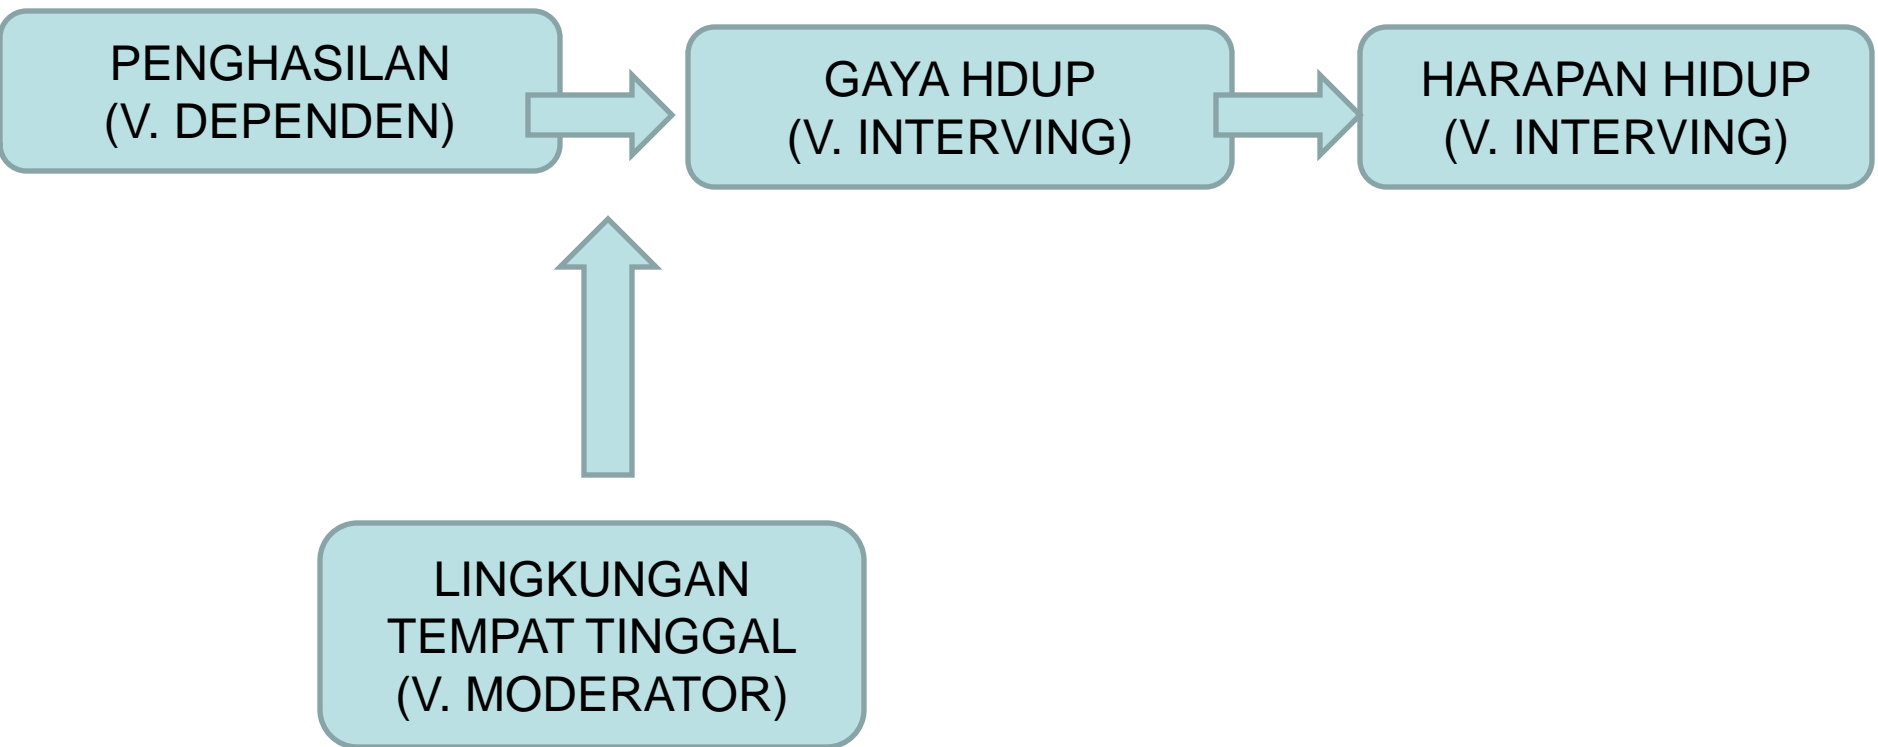 PENGHASILAN
(V. DEPENDEN)
GAYA HDUP
(V. INTERVING)
HARAPAN HIDUP
(V. INTERVING)
LINGKUNGAN
TEMPAT TINGGAL
(V. MODERATOR)